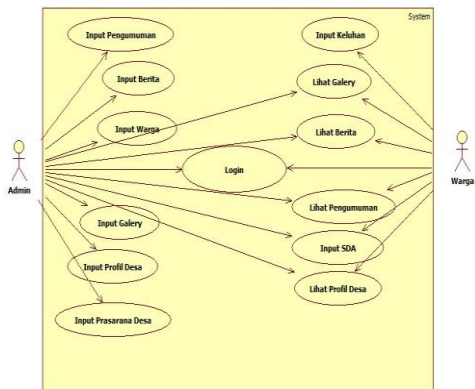 System
Input Pengumuman
Input Keluhan
Input Berita
Lihat Galery
Input Warga
Lihat Berita
Login
Admin
Warga
Input Galery
Lihat Pengumuman
Input SDA
Input Profil Desa
Lihat Profil Desa
Input Prasarana Desa